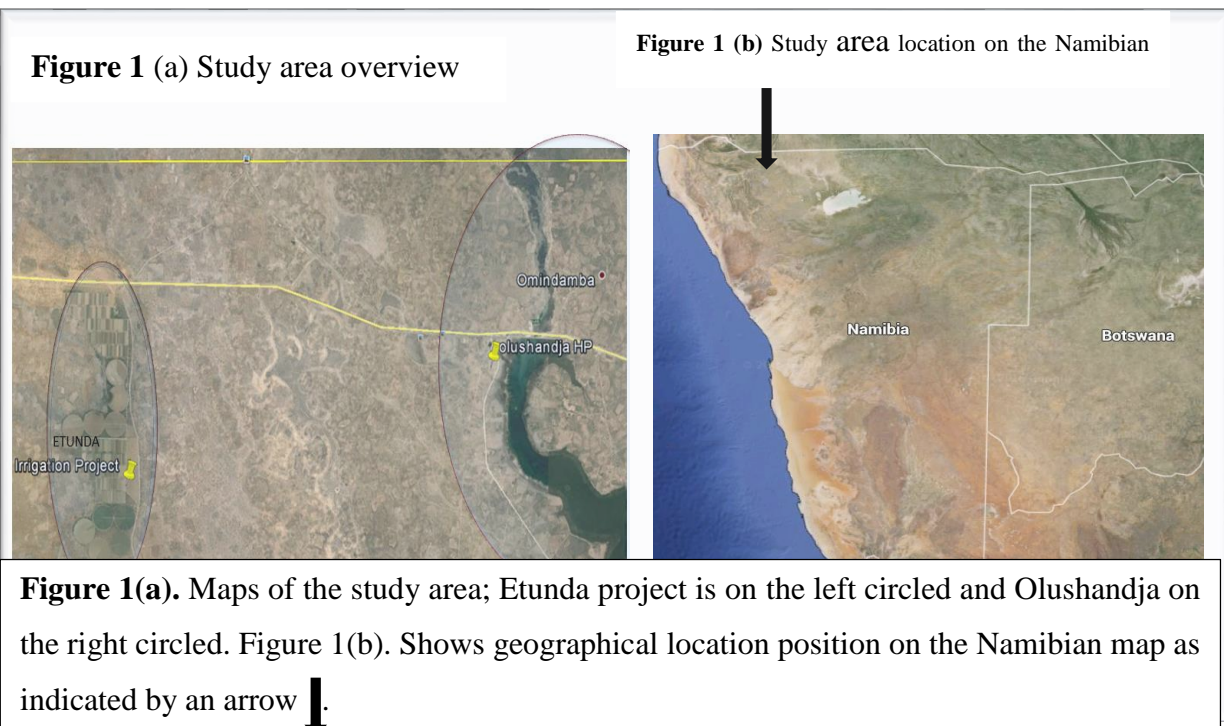 Figure 1 (a) Study area overview
Figure 1 (b) Study area location on the Namibian
Omindamba
olushandja HP
ETUNDA
Irrigation Project
Namibia
Botswana
Figure 1(a). Maps of the study area; Etunda project is on the left circled and Olushandja on
the right circled. Figure 1(b). Shows geographical location position on the Namibian map as
indicated by an arrow .